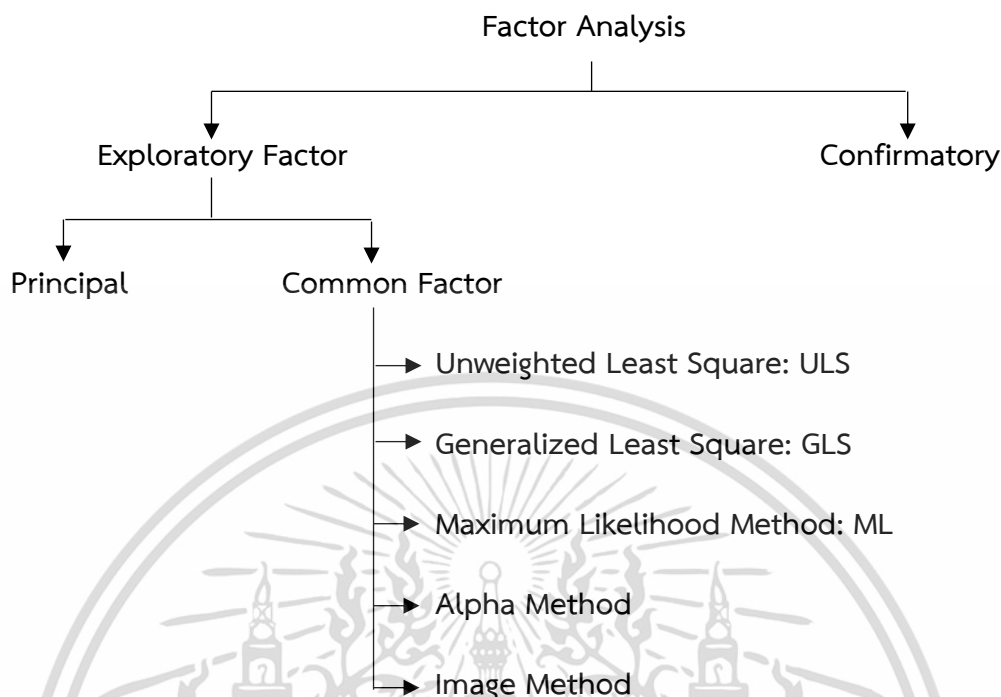 Factor Analysis
Exploratory Factor
Confirmatory
Principal
Common Factor
Unweighted Least Square: ULS
Generalized Least Square: GLS
Maximum Likelihood Method: ML
Alpha Method
Image Method